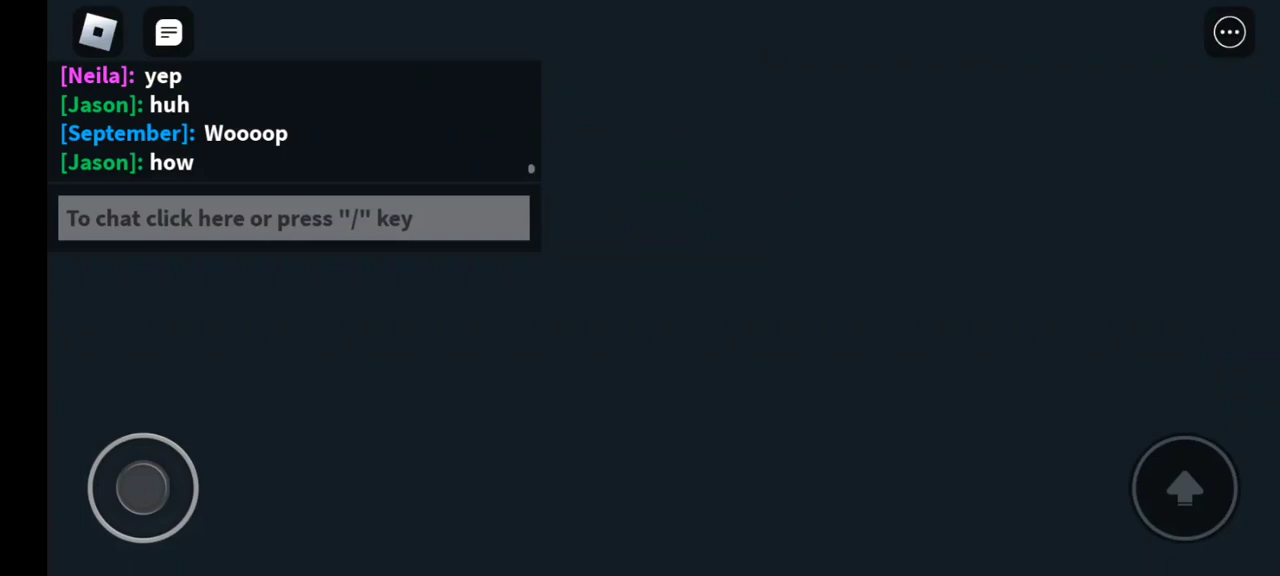 [Neila]: yep
[Jason]: huh
[September]: Woooop
[Jason]: how
To chat click here or press "/" key